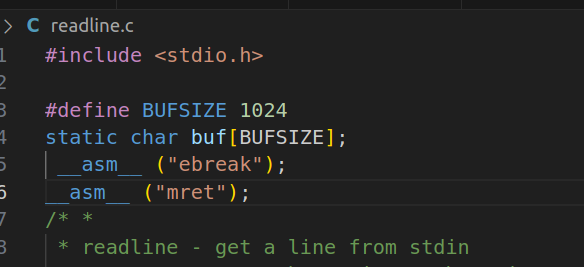 readline.c
1 #include <stdio.h>
2
3 #define BUFSIZE 1024
4 static char buf[BUFSIZE];
5 __asm__ ("ebreak");
6 __asm__ ("mret");
7 /* *
8 * readline - get a line from stdin